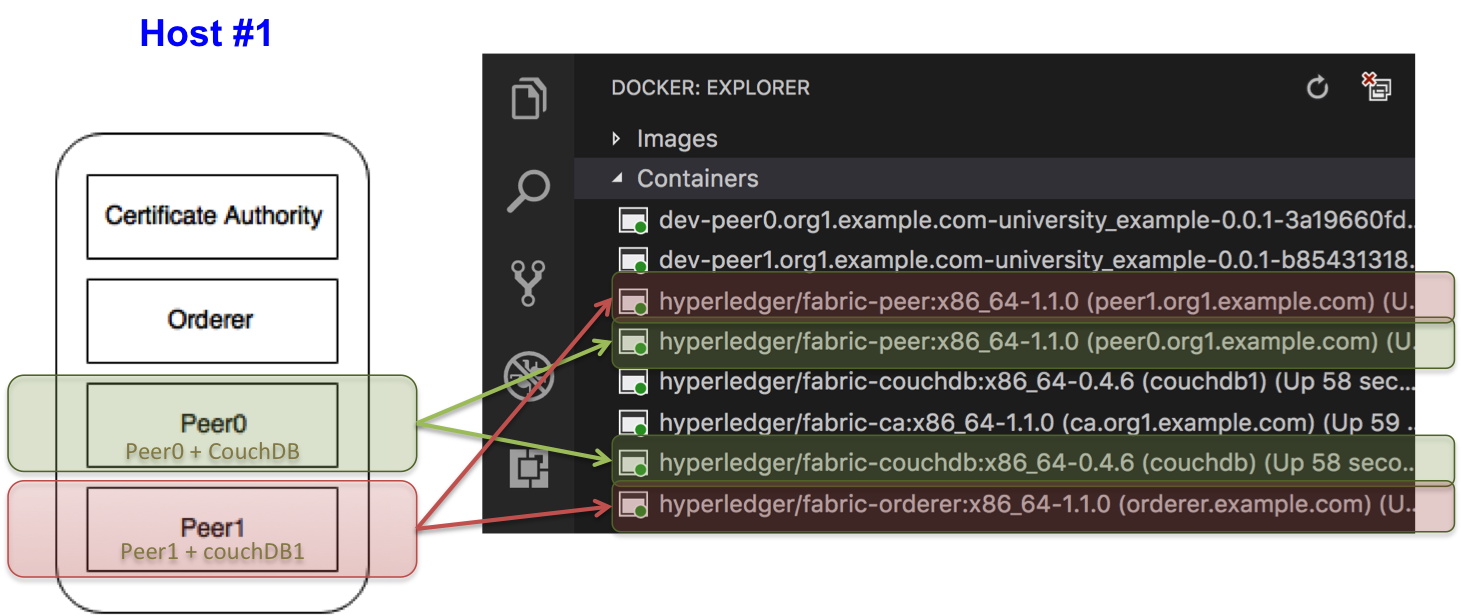 Host #1
Certificate Authority
Orderer
Peer0
Peer0 + CouchDB
Peer1
Peer1 + couchDB1
DOCKER: EXPLORER
Images
Containers
dev-peer0.org1.example.com-university_example-0.0.1-3a19660fd...
dev-peer1.org1.example.com-university_example-0.0.1-b85431318...
hyperledger/fabric-peer:x86_64-1.1.0 (peer1.org1.example.com) (U...
hyperledger/fabric-peer:x86_64-1.1.0 (peer0.org1.example.com) (U...
hyperledger/fabric-couchdb:x86_64-0.4.6 (couchdb1) (Up 58 sec...
hyperledger/fabric-ca:x86_64-1.1.0 (ca.org1.example.com) (Up 59 ...
hyperledger/fabric-couchdb:x86_64-0.4.6 (couchdb) (Up 58 seco...
hyperledger/fabric-orderer:x86_64-1.1.0 (orderer.example.com) (U...